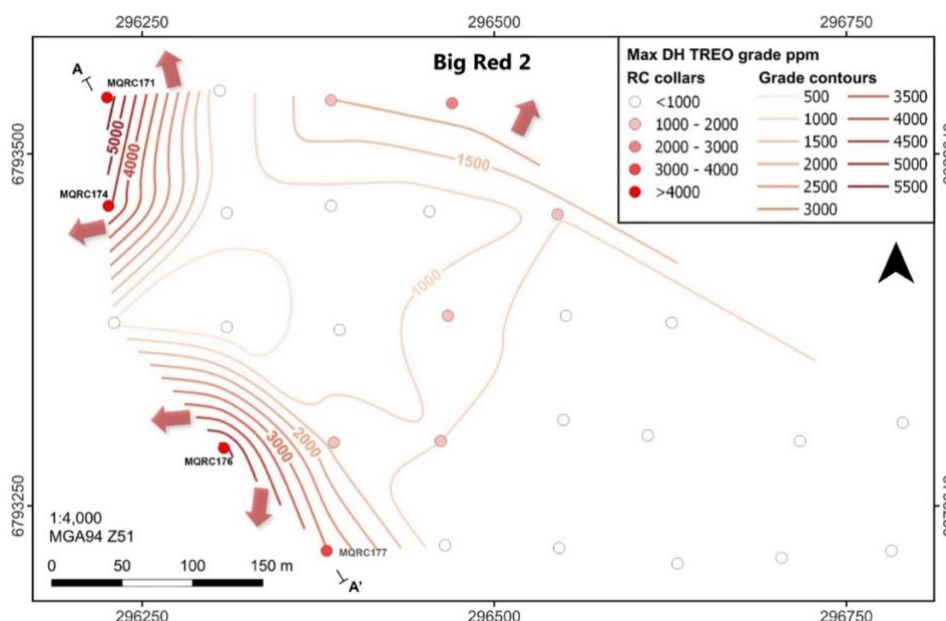 296250 296500 296750
Big Red 2
Max DH TREO grade ppm
RC collars Grade contours
<1000
1000 - 2000
2000 - 3000
3000 - 4000
>4000
500 3500
1000 4000
1500 4500
2000 5000
2500 5500
3000
A
MQRC171
5000
4000
1500
6793500
MQRC174
1000
2000
3000
MQRC176
6793250
MQRC177
A'
1:4,000
MGA94 Z51
0 50 100 150 m
296250 296500 296750